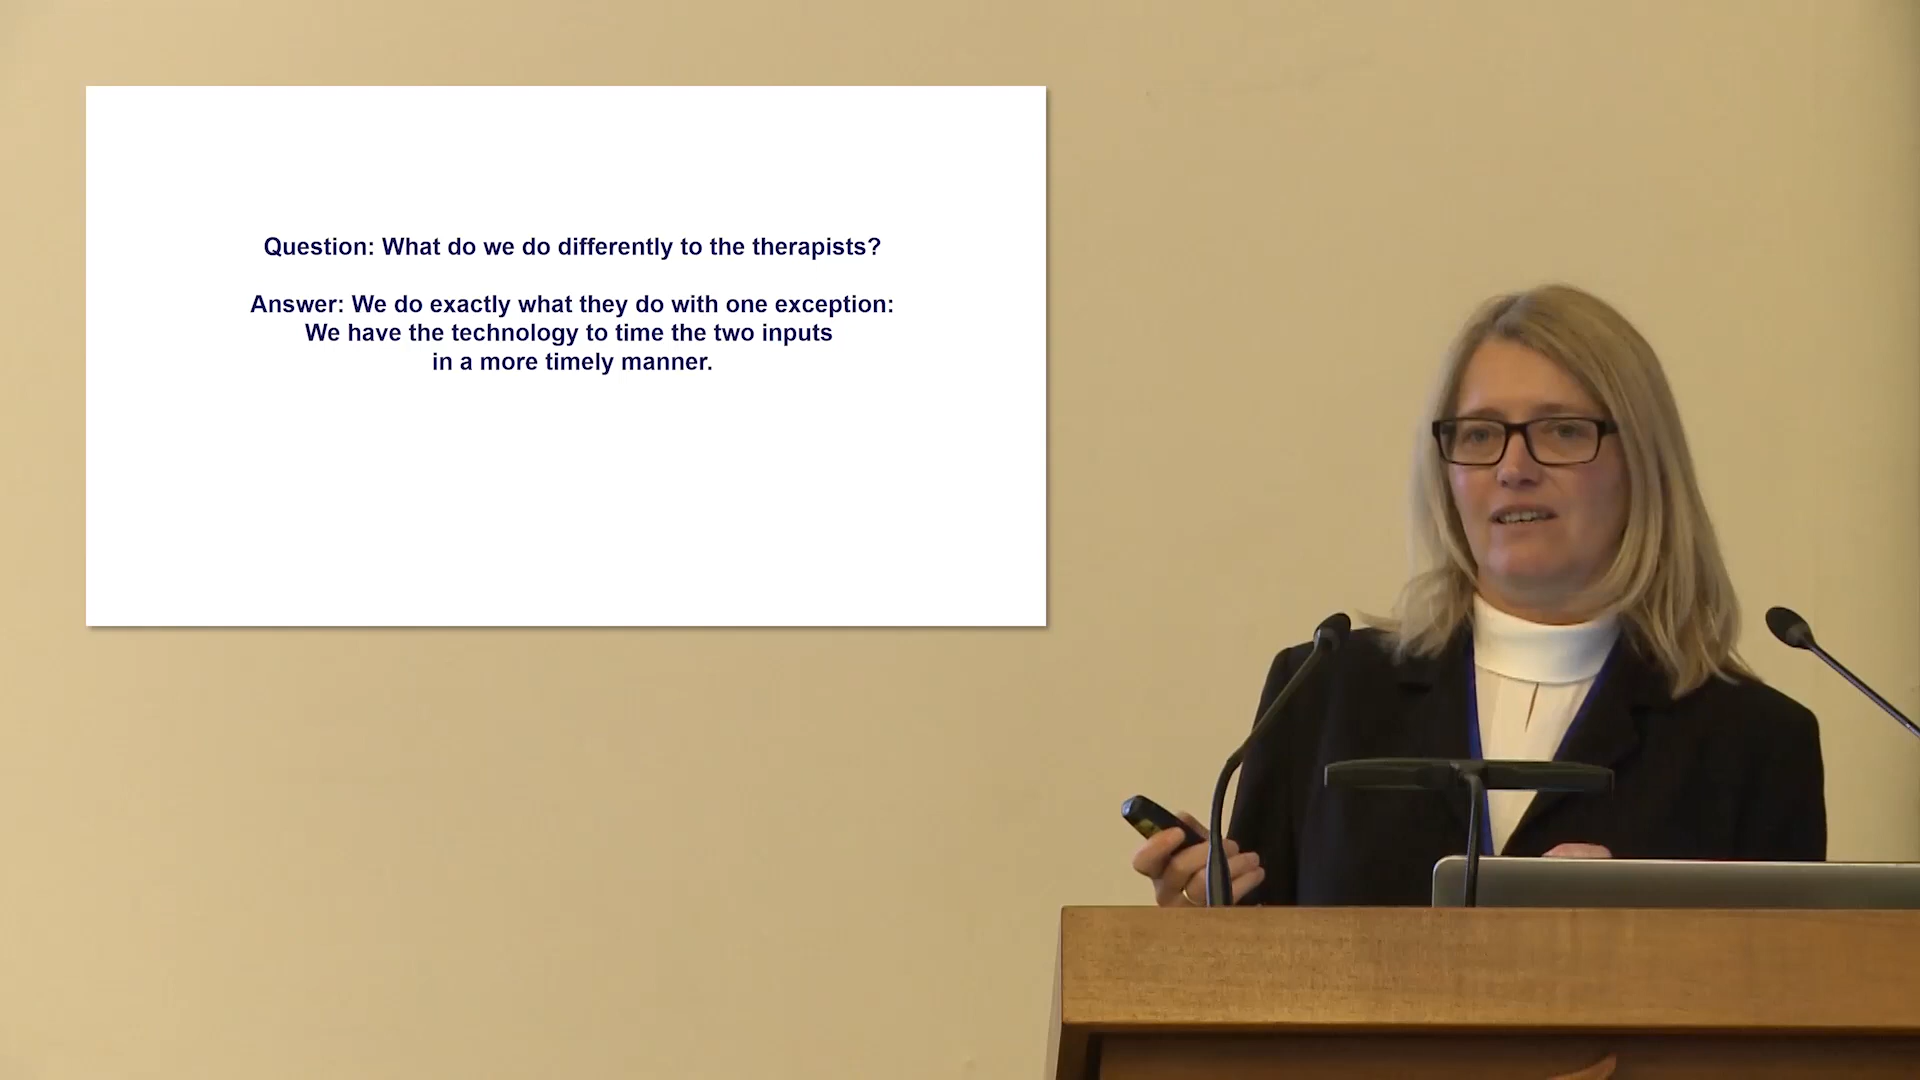 Question: What do we do differently to the therapists?
Answer: We do exactly what they do with one exception:
We have the technology to time the two inputs
in a more timely manner.